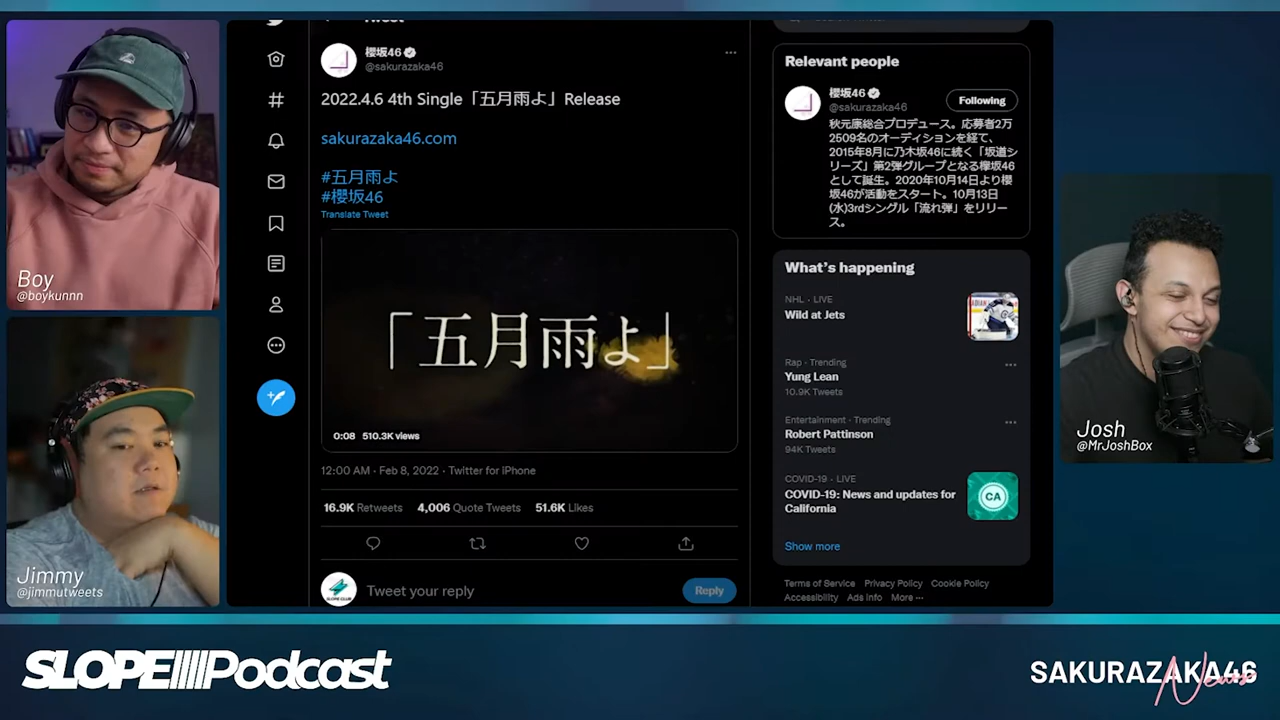 Boy
@boykunnn
Jimmy
@jimmutweets
櫻坂46
@sakurazaka46
2022.4.6 4th Single「五月雨よ」Release
sakurazaka46.com
#五月雨よ
#櫻坂46
Translate Tweet
「五月雨よ」
0:08 510.3K views
12:00 AM · Feb 8, 2022 · Twitter for iPhone
16.9K Retweets 4,006 Quote Tweets 51.6K Likes
SLOPE CLUB
Tweet your reply
Reply
Relevant people
櫻坂46
@sakurazaka46
Following
秋元康総合プロデュース。応募者2万
2509名のオーディションを経て、
2015年8月に乃木坂46に続く「坂道シ
リーズ」第2弾グループとなる欅坂46
として誕生。2020年10月14日より櫻
坂46が活動をスタート。10月13日
(水)3rdシングル「流れ弾」をリリー
ス。
What's happening
NHL · LIVE
Wild at Jets
Rap · Trending
Yung Lean
10.9K Tweets
Entertainment · Trending
Robert Pattinson
94K Tweets
COVID-19 · LIVE
COVID-19: News and updates for
California
CA
Show more
Terms of Service Privacy Policy Cookie Policy
Accessibility Ads info More ···
Josh
@MrJoshBox
SLOPE Podcast
SAKURAZAKA46
News